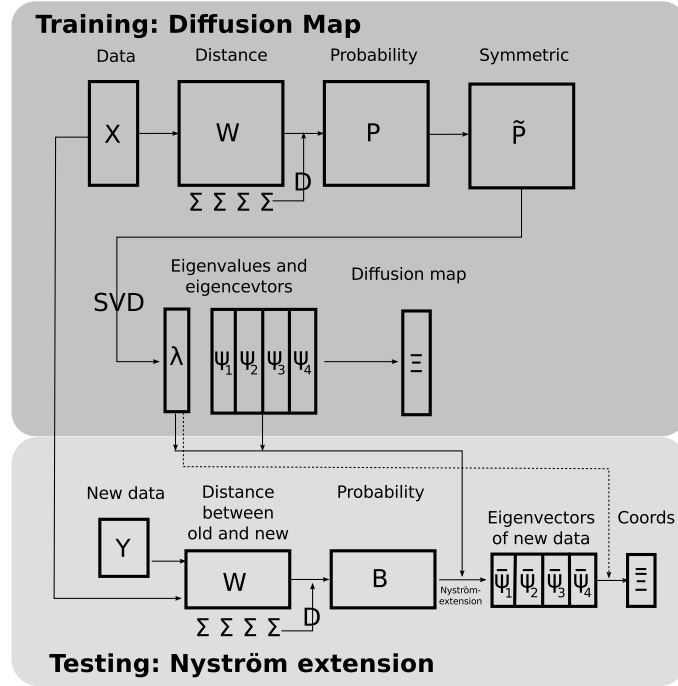 Training: Diffusion Map
Data
Distance
Probability
Symmetric
X
W
P
P̃
D
Σ Σ Σ Σ
Eigenvalues and
eigencevtors
Diffusion map
SVD
λ
Ψ1 Ψ2 Ψ3 Ψ4
Ξ
New data
Distance
between
old and new
Probability
Eigenvectors
of new data
Coords
Y
W
B
Nyström-
extension
Ψ̄1 Ψ̄2 Ψ̄3 Ψ̄4
Ξ̄
D
Σ Σ Σ Σ
Testing: Nyström extension